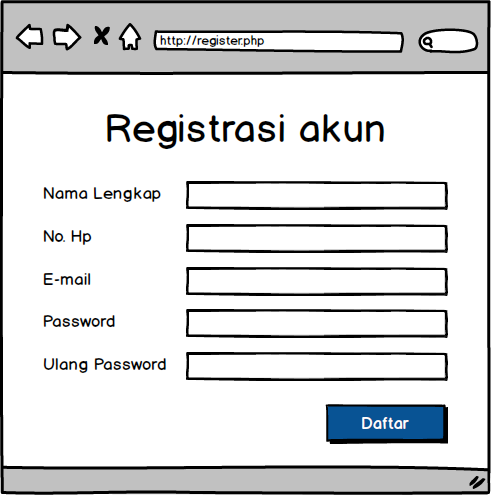 http://register.php
Registrasi akun
Nama Lengkap
No. Hp
E-mail
Password
Ulang Password
Daftar